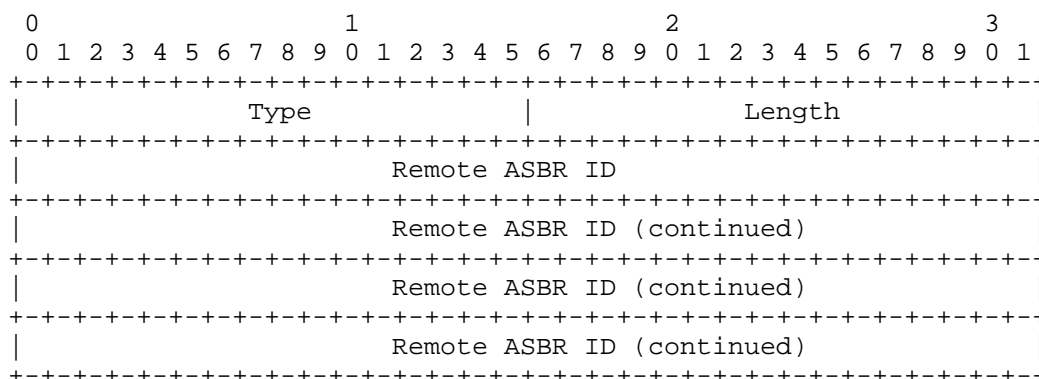 0                   1                   2                   3
 0 1 2 3 4 5 6 7 8 9 0 1 2 3 4 5 6 7 8 9 0 1 2 3 4 5 6 7 8 9 0 1
+-+-+-+-+-+-+-+-+-+-+-+-+-+-+-+-+-+-+-+-+-+-+-+-+-+-+-+-+-+-+-+--
|              Type             |             Length            |
+-+-+-+-+-+-+-+-+-+-+-+-+-+-+-+-+-+-+-+-+-+-+-+-+-+-+-+-+-+-+-+--
|                       Remote ASBR ID                          |
+-+-+-+-+-+-+-+-+-+-+-+-+-+-+-+-+-+-+-+-+-+-+-+-+-+-+-+-+-+-+-+--
|                       Remote ASBR ID (continued)              |
+-+-+-+-+-+-+-+-+-+-+-+-+-+-+-+-+-+-+-+-+-+-+-+-+-+-+-+-+-+-+-+--
|                       Remote ASBR ID (continued)              |
+-+-+-+-+-+-+-+-+-+-+-+-+-+-+-+-+-+-+-+-+-+-+-+-+-+-+-+-+-+-+-+--
|                       Remote ASBR ID (continued)              |
+-+-+-+-+-+-+-+-+-+-+-+-+-+-+-+-+-+-+-+-+-+-+-+-+-+-+-+-+-+-+-+--